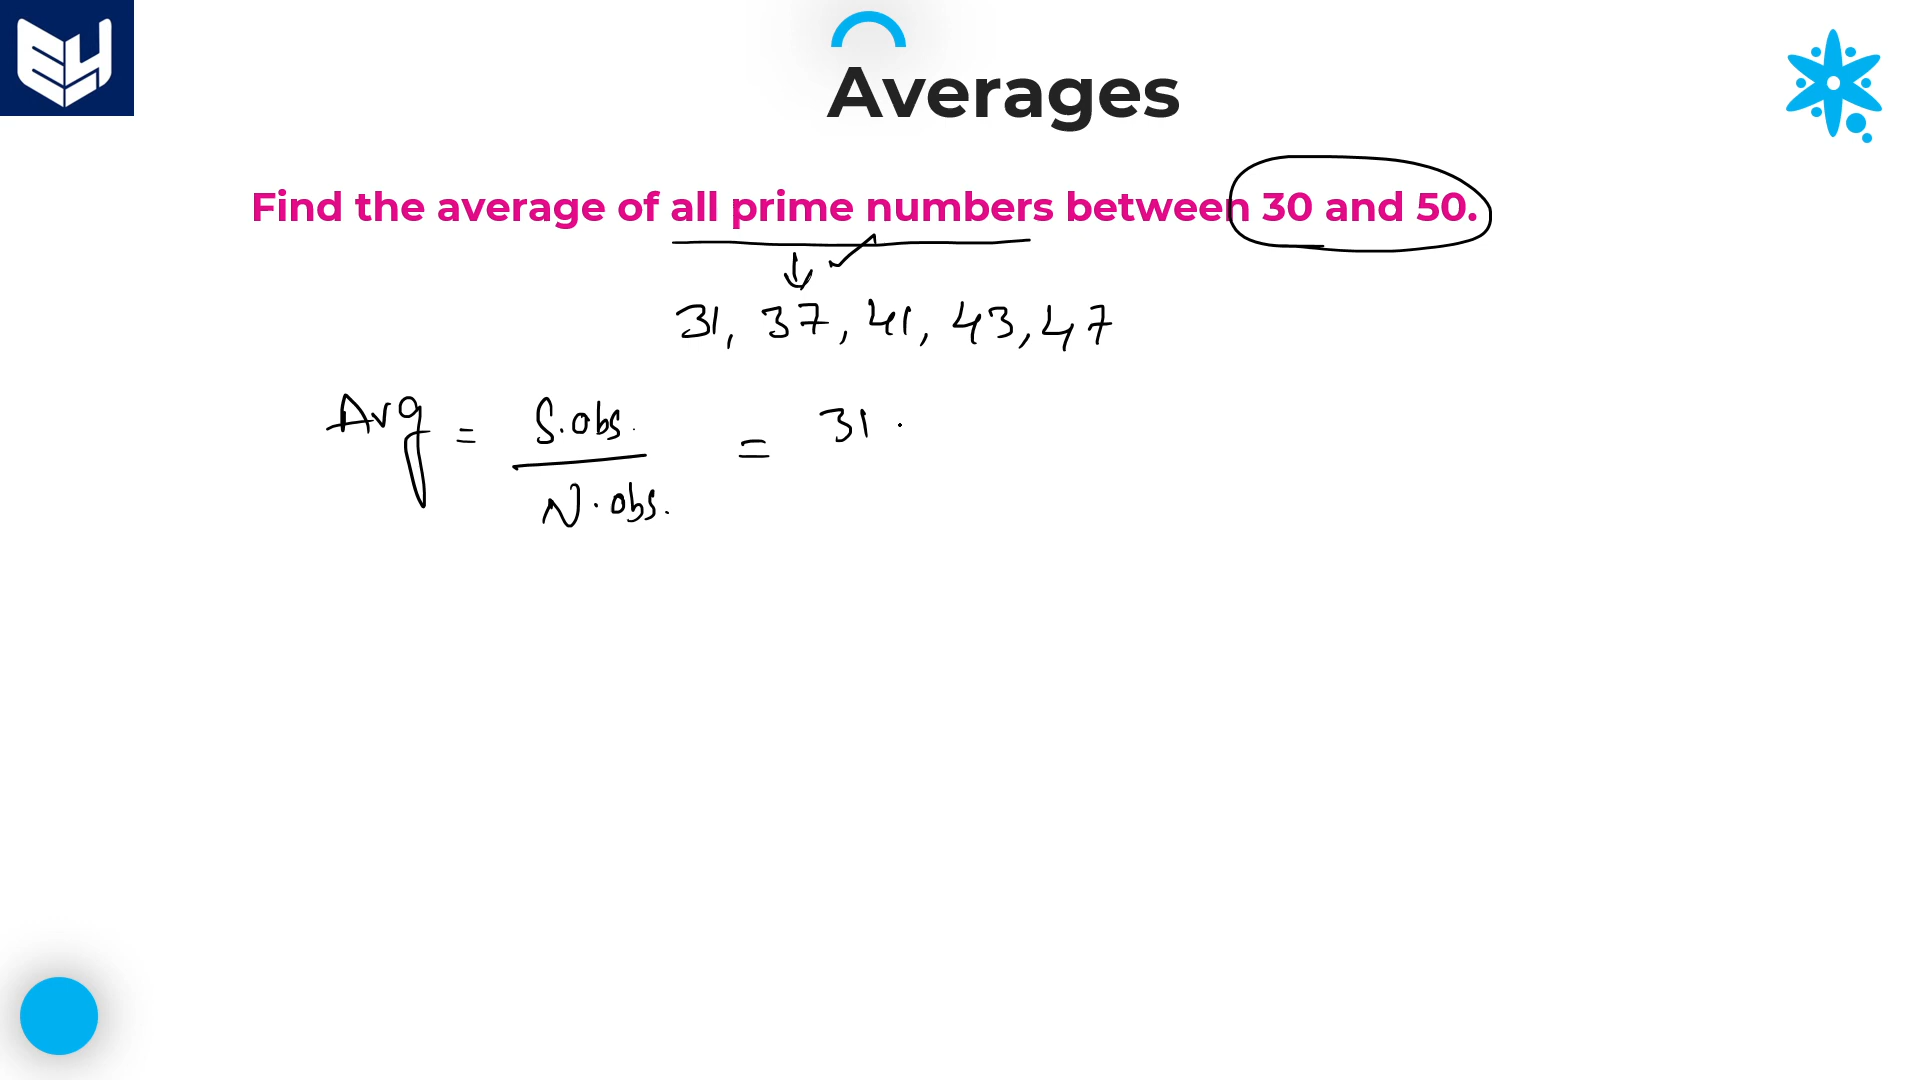 Averages
Find the average of all prime numbers between 30 and 50.
31, 37, 41, 43, 47
Avg = S.obs. / N.obs. = 31